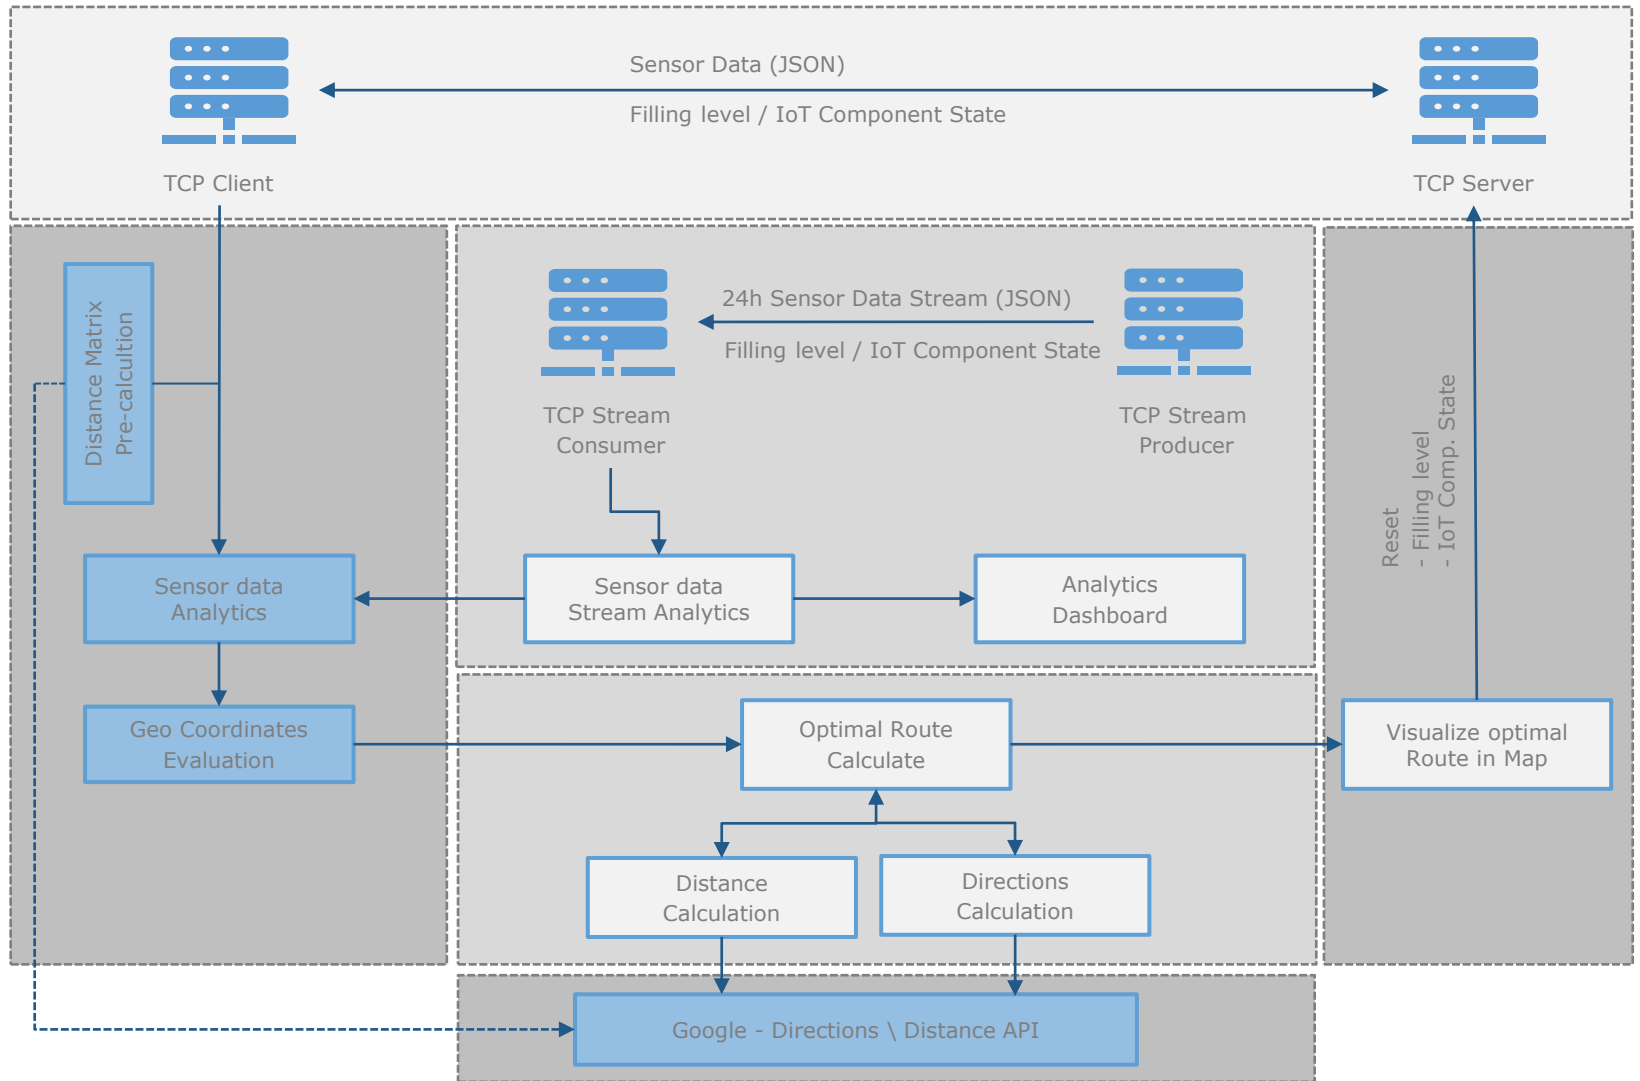 Sensor Data (JSON)
Filling level / IoT Component State
TCP Client
TCP Server
Distance Matrix
Pre-calcultion
24h Sensor Data Stream (JSON)
Filling level / IoT Component State
TCP Stream
Consumer
TCP Stream
Producer
Reset
- Filling level
- IoT Comp. State
Sensor data
Analytics
Sensor data
Stream Analytics
Analytics
Dashboard
Geo Coordinates
Evaluation
Optimal Route
Calculate
Visualize optimal
Route in Map
Distance
Calculation
Directions
Calculation
Google - Directions \ Distance API